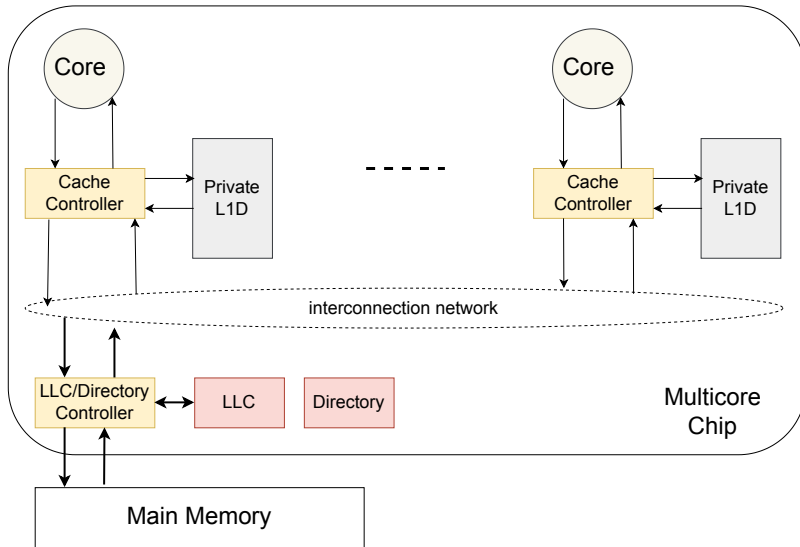 Core
Core
Cache
Controller
Private
L1D
Cache
Controller
Private
L1D
interconnection network
LLC/Directory
Controller
LLC
Directory
Multicore
Chip
Main Memory